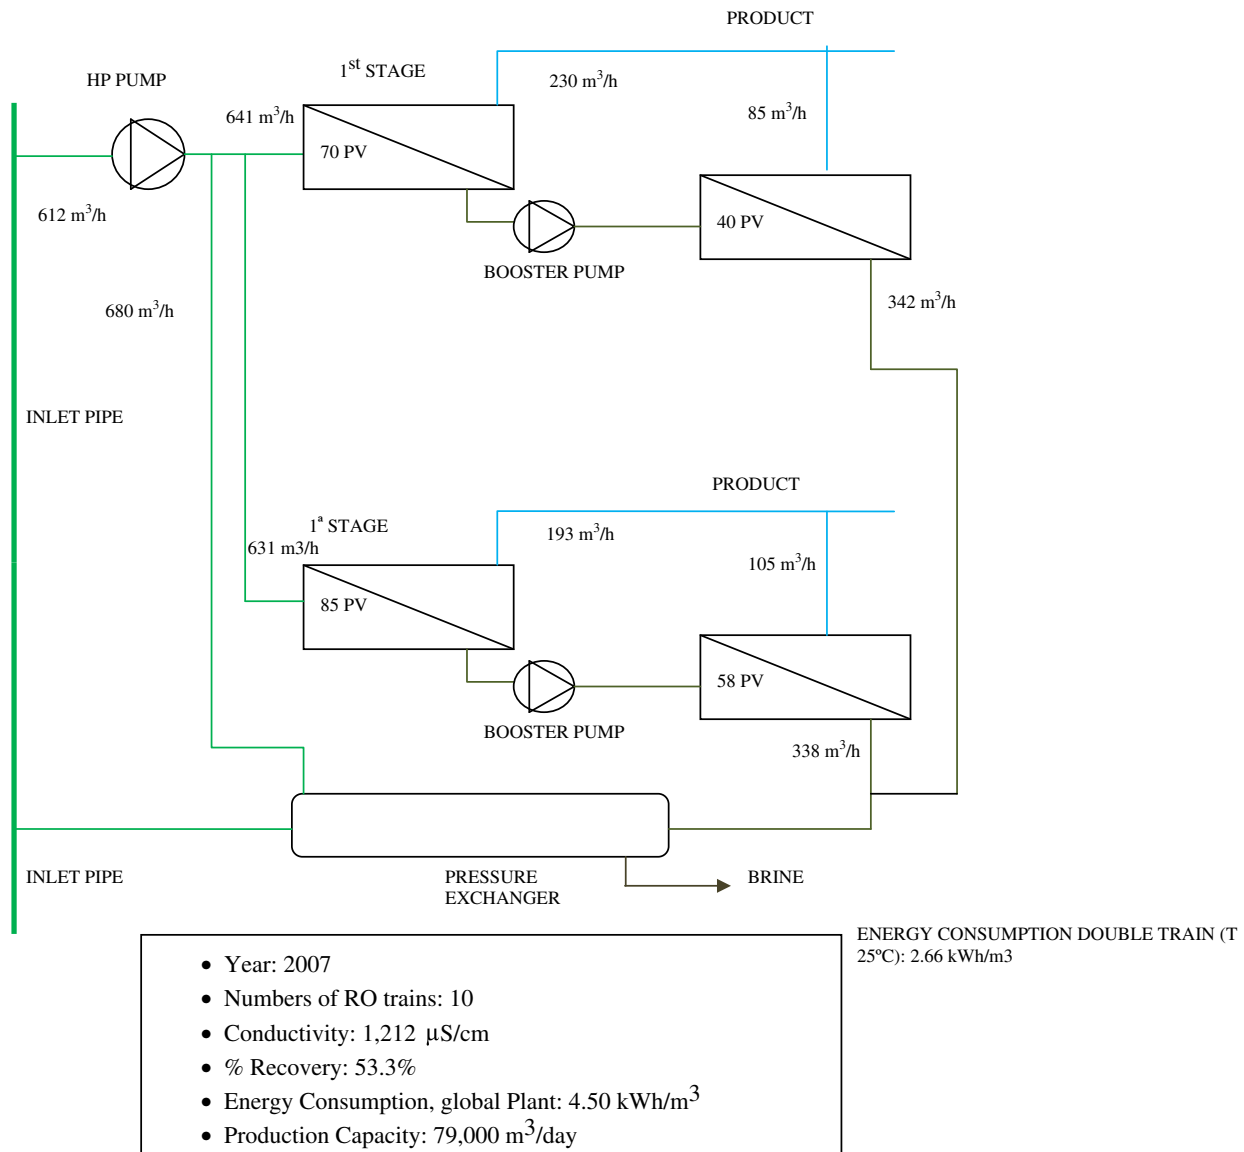 PRODUCT
1st STAGE
HP PUMP
230 m3/h
641 m3/h
85 m3/h
70 PV
612 m3/h
40 PV
BOOSTER PUMP
680 m3/h
342 m3/h
INLET PIPE
PRODUCT
1ª STAGE
193 m3/h
631 m3/h
105 m3/h
85 PV
58 PV
BOOSTER PUMP
338 m3/h
INLET PIPE
PRESSURE
EXCHANGER
BRINE
ENERGY CONSUMPTION DOUBLE TRAIN (T
25ºC): 2.66 kWh/m3
• Year: 2007
• Numbers of RO trains: 10
• Conductivity: 1,212 µS/cm
• % Recovery: 53.3%
• Energy Consumption, global Plant: 4.50 kWh/m3
• Production Capacity: 79,000 m3/day